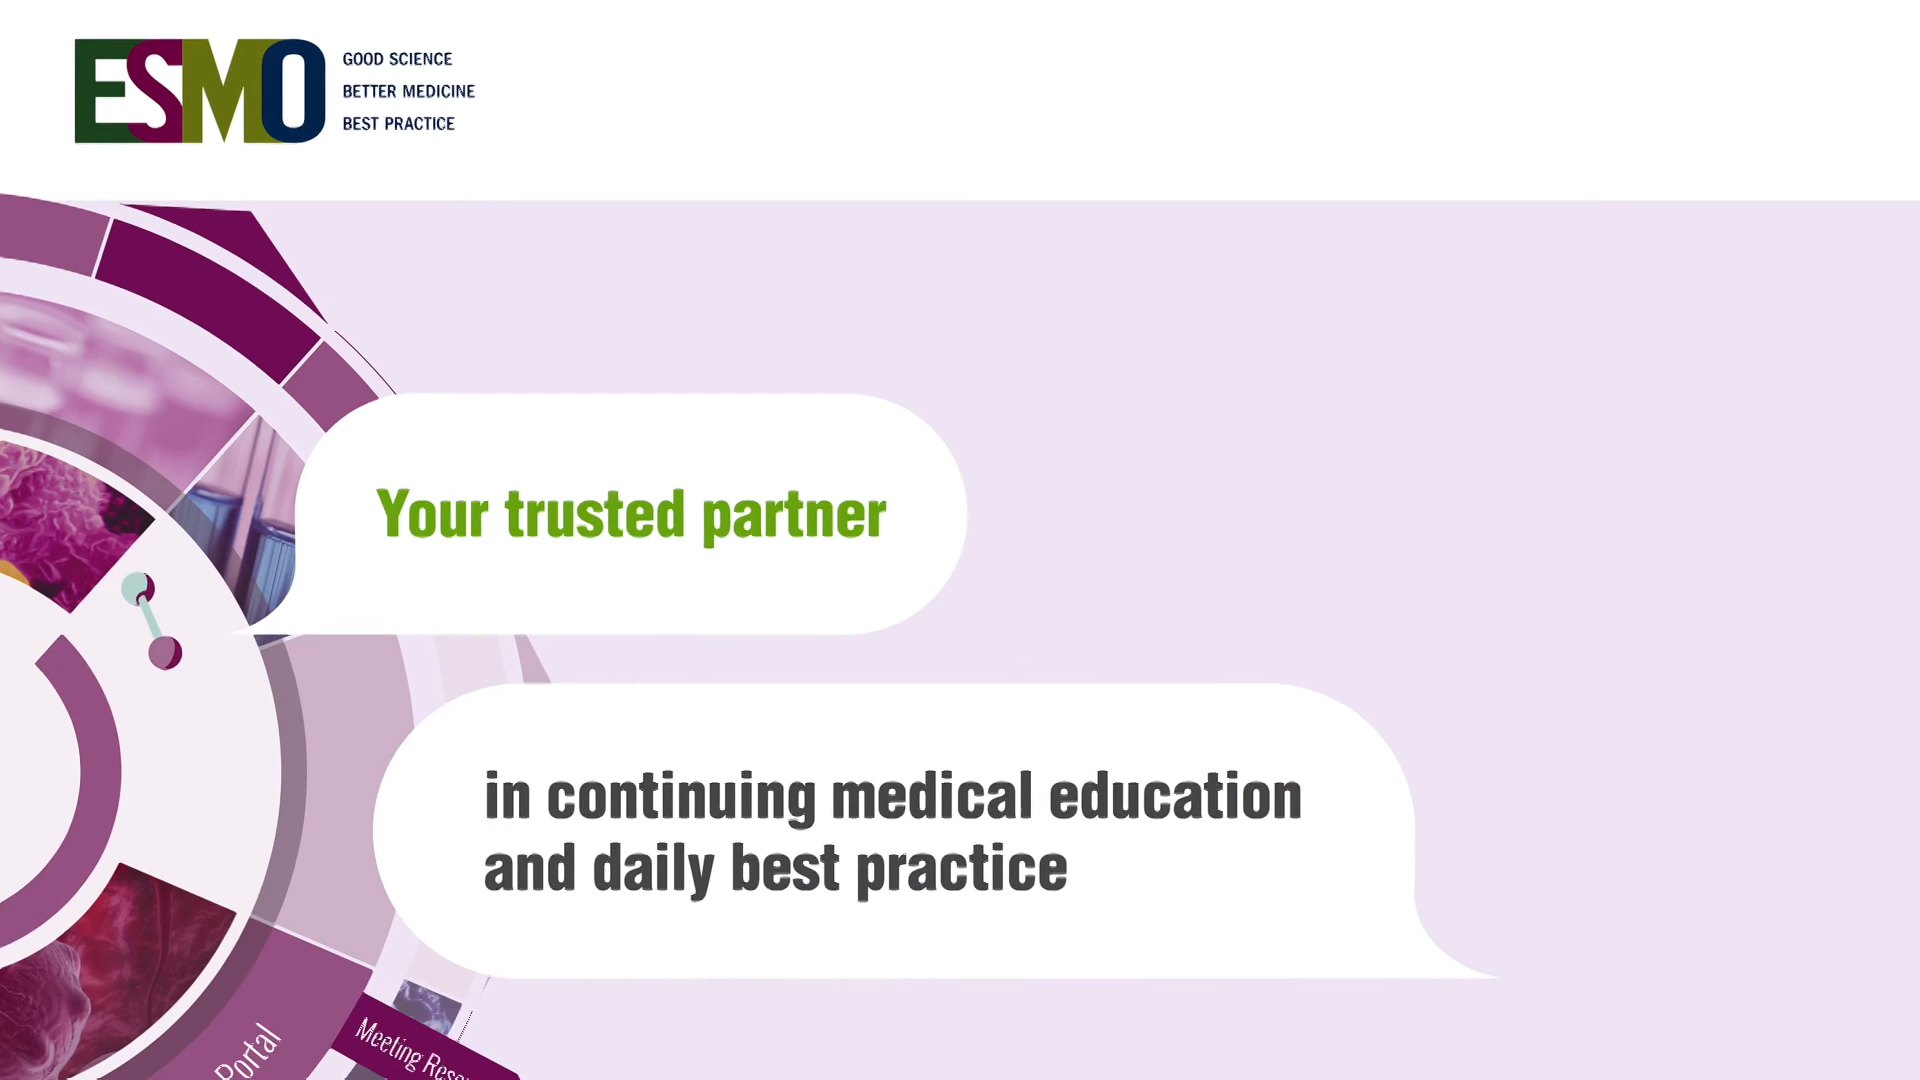 ESMO
GOOD SCIENCE
BETTER MEDICINE
BEST PRACTICE
Your trusted partner
in continuing medical education
and daily best practice
Portal
Meeting